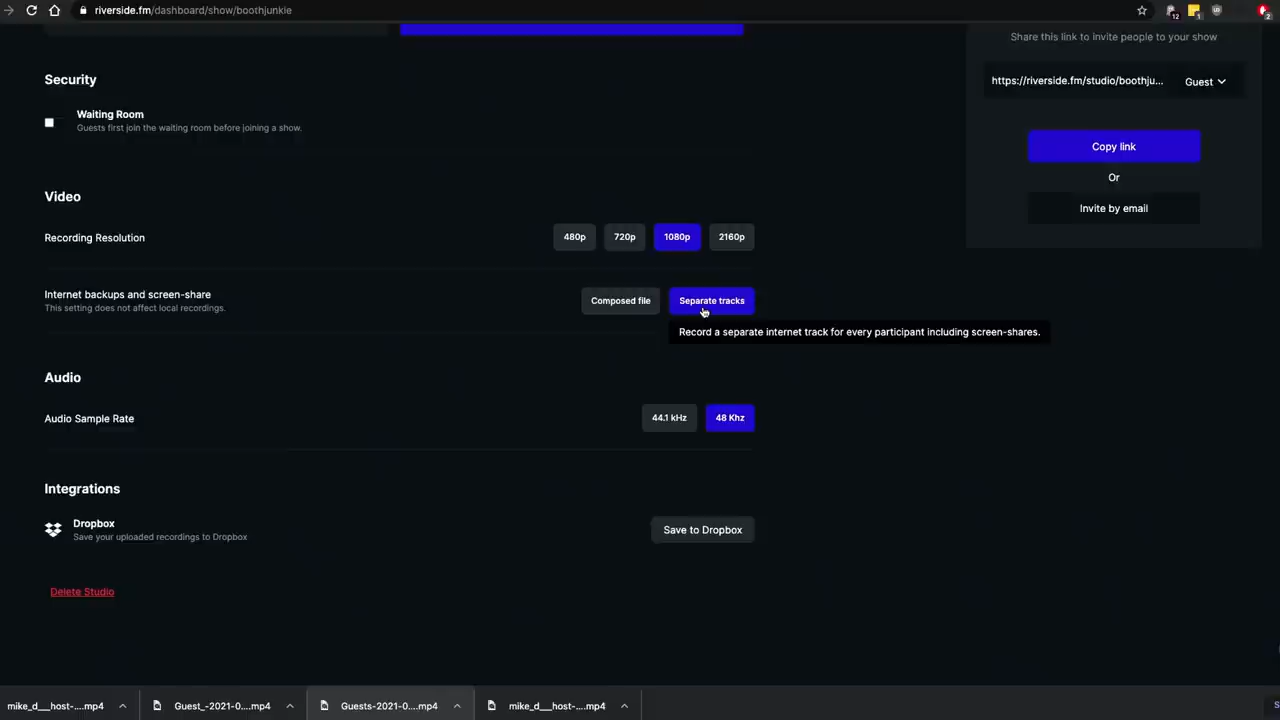 riverside.fm/dashboard/show/boothjunkie
12
1
2
Share this link to invite people to your show
Security
https://riverside.fm/studio/boothju... Guest
Waiting Room
Guests first join the waiting room before joining a show.
Copy link
Or
Video
Invite by email
Recording Resolution
480p 720p 1080p 2160p
Internet backups and screen-share
This setting does not affect local recordings.
Composed file Separate tracks
Record a separate internet track for every participant including screen-shares.
Audio
Audio Sample Rate
44.1 kHz 48 Khz
Integrations
Dropbox
Save your uploaded recordings to Dropbox
Save to Dropbox
Delete Studio
mike_d___host-....mp4 Guest_-2021-0....mp4 Guests-2021-0....mp4 mike_d___host-....mp4
S